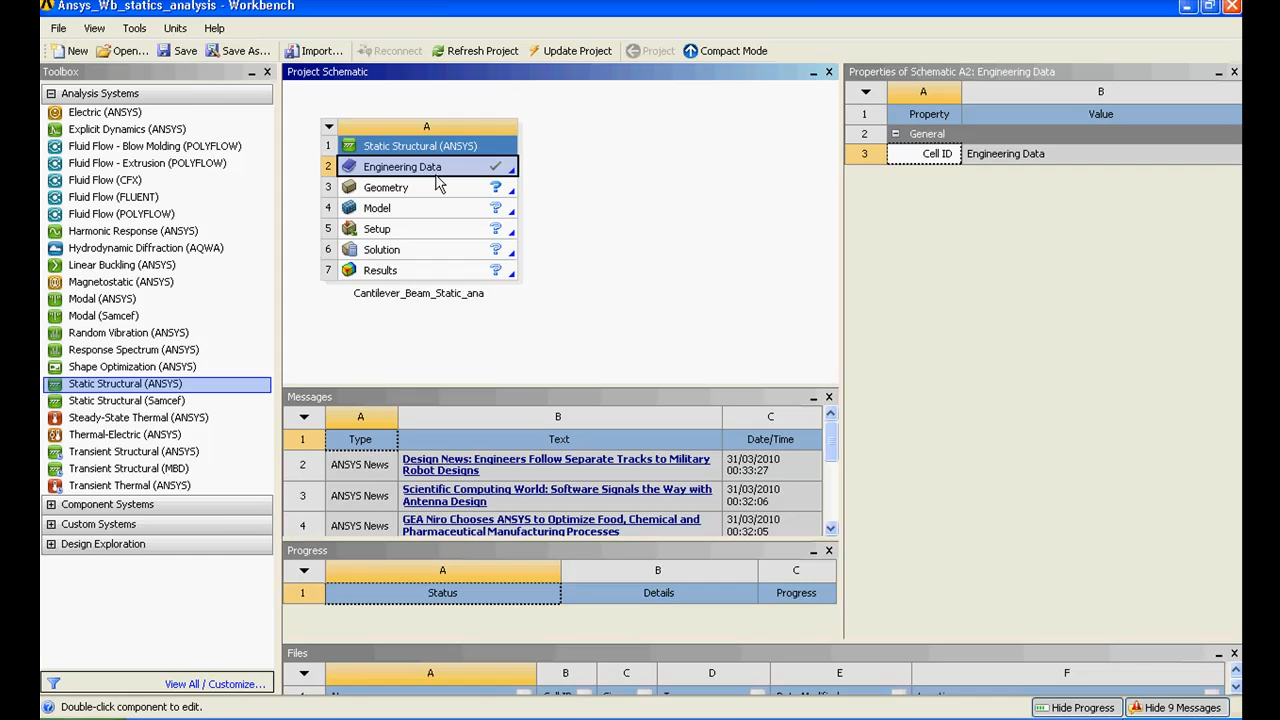 Ansys_Wb_statics_analysis - Workbench
File View Tools Units Help
New Open... Save Save As... Import... Reconnect Refresh Project Update Project Project Compact Mode
Toolbox
Analysis Systems
Electric (ANSYS)
Explicit Dynamics (ANSYS)
Fluid Flow - Blow Molding (POLYFLOW)
Fluid Flow - Extrusion (POLYFLOW)
Fluid Flow (CFX)
Fluid Flow (FLUENT)
Fluid Flow (POLYFLOW)
Harmonic Response (ANSYS)
Hydrodynamic Diffraction (AQWA)
Linear Buckling (ANSYS)
Magnetostatic (ANSYS)
Modal (ANSYS)
Modal (Samcef)
Random Vibration (ANSYS)
Response Spectrum (ANSYS)
Shape Optimization (ANSYS)
Static Structural (ANSYS)
Static Structural (Samcef)
Steady-State Thermal (ANSYS)
Thermal-Electric (ANSYS)
Transient Structural (ANSYS)
Transient Structural (MBD)
Transient Thermal (ANSYS)
Component Systems
Custom Systems
Design Exploration
View All / Customize...
Project Schematic
A
1 Static Structural (ANSYS)
2 Engineering Data
3 Geometry ?
4 Model ?
5 Setup ?
6 Solution ?
7 Results ?
Cantilever_Beam_Static_ana
Messages
A B C
1 Type Text Date/Time
2 ANSYS News Design News: Engineers Follow Separate Tracks to Military 31/03/2010
Robot Designs 00:33:27
3 ANSYS News Scientific Computing World: Software Signals the Way with 31/03/2010
Antenna Design 00:32:06
4 ANSYS News GEA Niro Chooses ANSYS to Optimize Food, Chemical and 31/03/2010
Pharmaceutical Manufacturing Processes 00:32:05
Progress
A B C
1 Status Details Progress
Files
A B C D E F
Properties of Schematic A2: Engineering Data
A B
1 Property Value
2 General
3 Cell ID Engineering Data
Double-click component to edit.
Hide Progress Hide 9 Messages